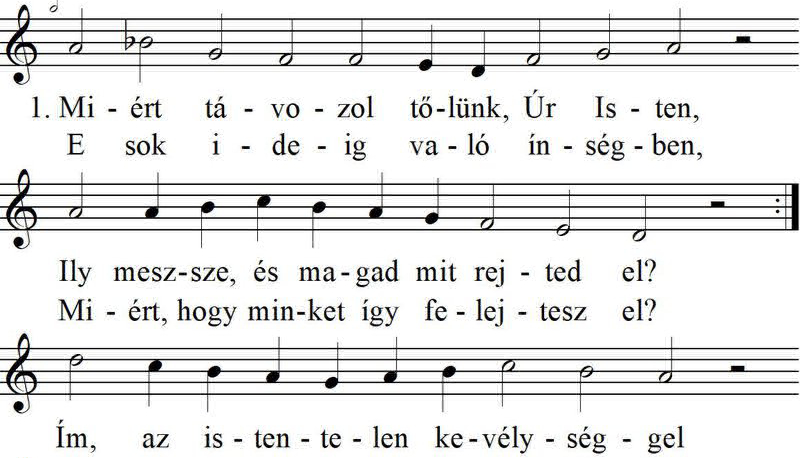 1. Mi - ért tá - vo - zol tő - lünk, Úr Is - ten,
E sok i - de - ig va - ló ín - ség - ben,
Ily mesz - sze, és ma - gad mit rej - ted el?
Mi - ért, hogy min - ket így fe - lej - tesz el?
Ím, az is - ten - te - len ke - vély - ség - gel